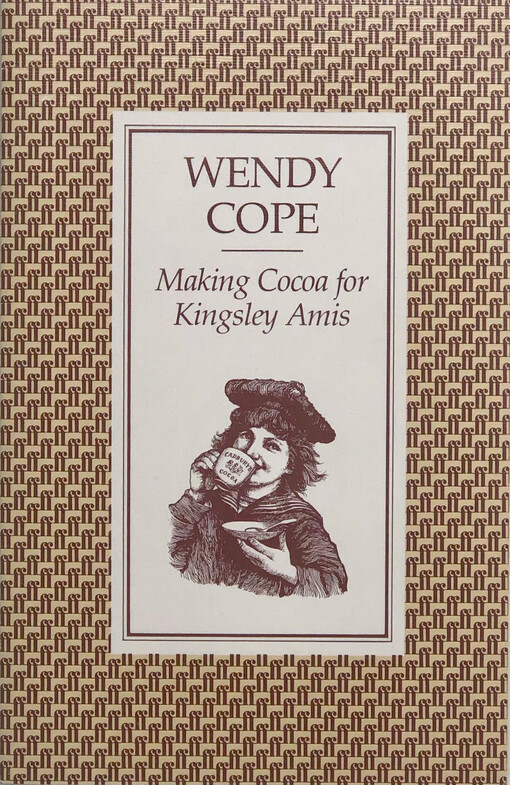 WENDY
COPE
Making Cocoa for
Kingsley Amis
CADBURY'S
COCOA